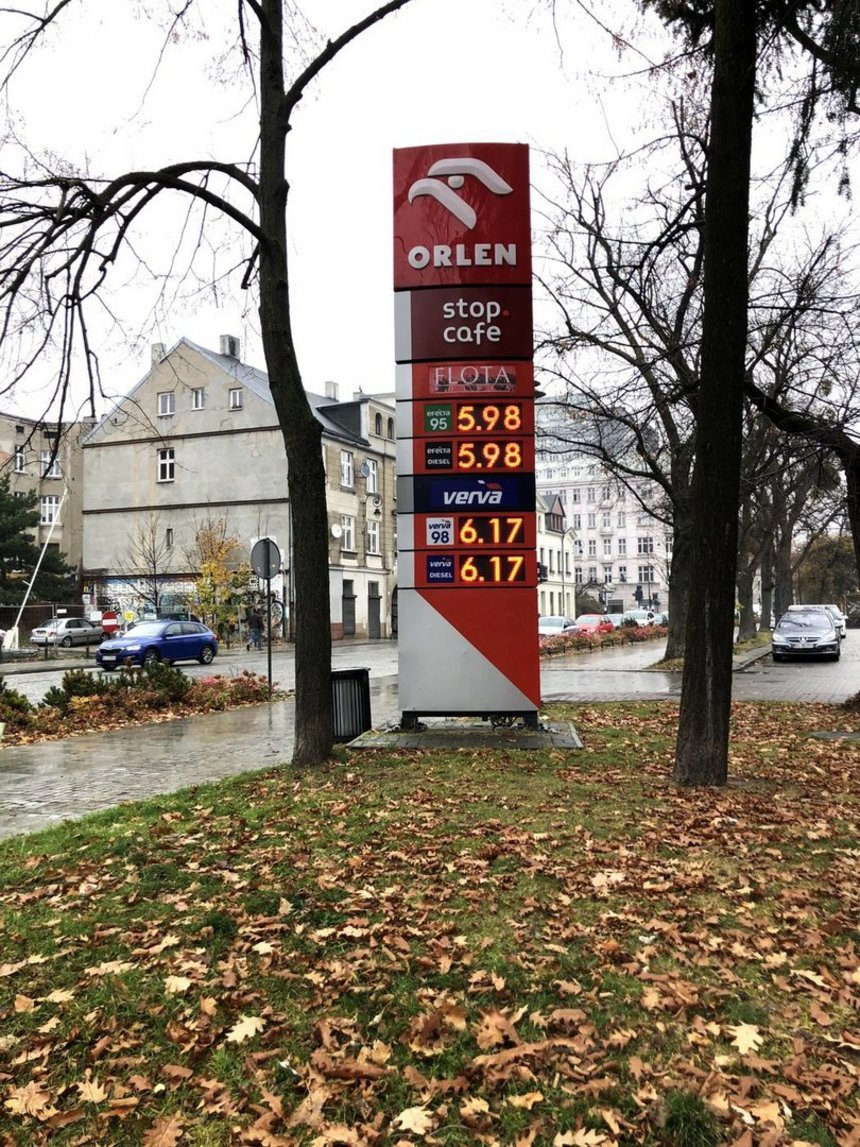 ORLEN
stop.
cafe
FLOTA
efecta
95 5.98
efecta
DIESEL 5.98
verva
verva
98 6.17
verva
DIESEL 6.17